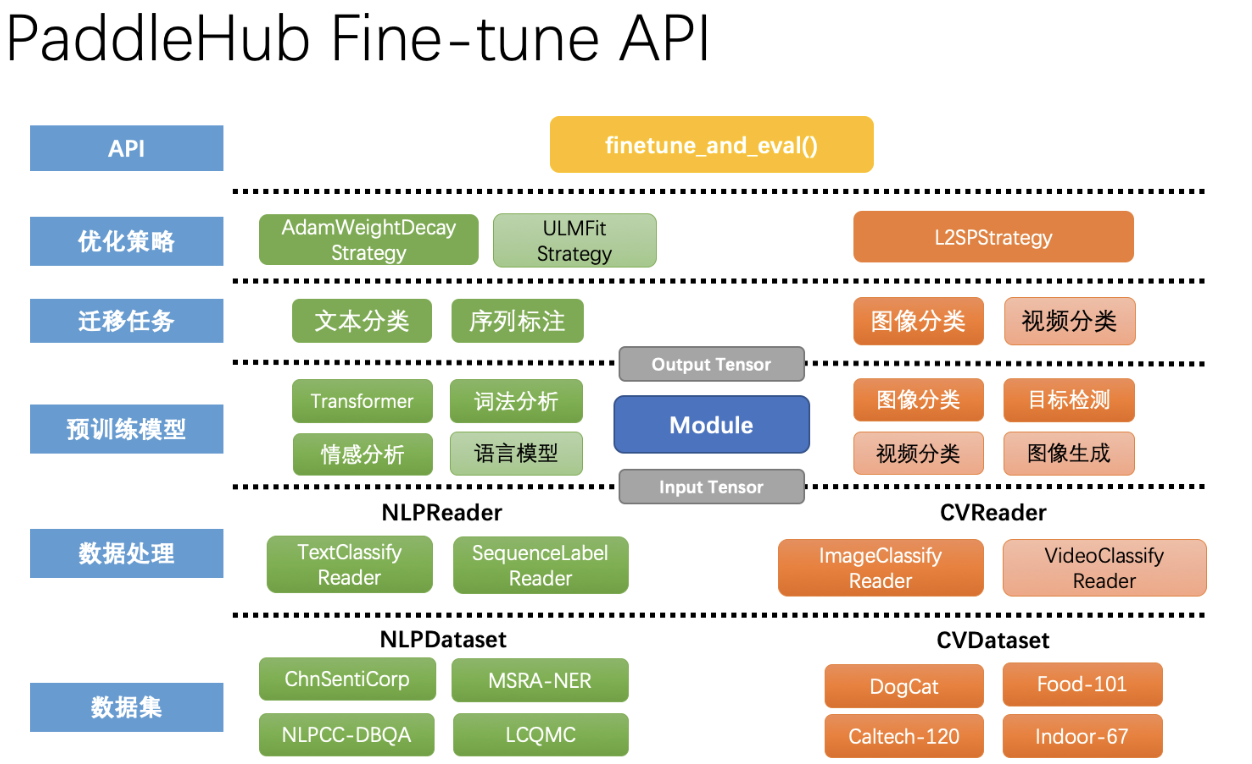 PaddleHub Fine-tune API
API
finetune_and_eval()
优化策略
AdamWeightDecay
Strategy
ULMFit
Strategy
L2SPStrategy
迁移任务
文本分类
序列标注
图像分类
视频分类
Output Tensor
预训练模型
Transformer
词法分析
情感分析
语言模型
Module
图像分类
目标检测
视频分类
图像生成
Input Tensor
数据处理
NLPReader
TextClassify
Reader
SequenceLabel
Reader
CVReader
ImageClassify
Reader
VideoClassify
Reader
数据集
NLPDataset
ChnSentiCorp
MSRA-NER
NLPCC-DBQA
LCQMC
CVDataset
DogCat
Food-101
Caltech-120
Indoor-67